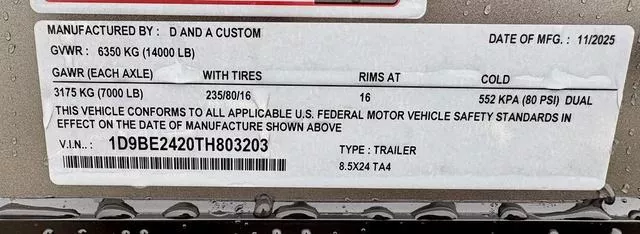 MANUFACTURED BY : D AND A CUSTOM
DATE OF MFG. : 11/2025
GVWR : 6350 KG (14000 LB)
GAWR (EACH AXLE) WITH TIRES RIMS AT COLD
3175 KG (7000 LB) 235/80/16 16 552 KPA (80 PSI) DUAL
THIS VEHICLE CONFORMS TO ALL APPLICABLE U.S. FEDERAL MOTOR VEHICLE SAFETY STANDARDS IN
EFFECT ON THE DATE OF MANUFACTURE SHOWN ABOVE
V.I.N.. : 1D9BE2420TH803203
TYPE : TRAILER
8.5X24 TA4